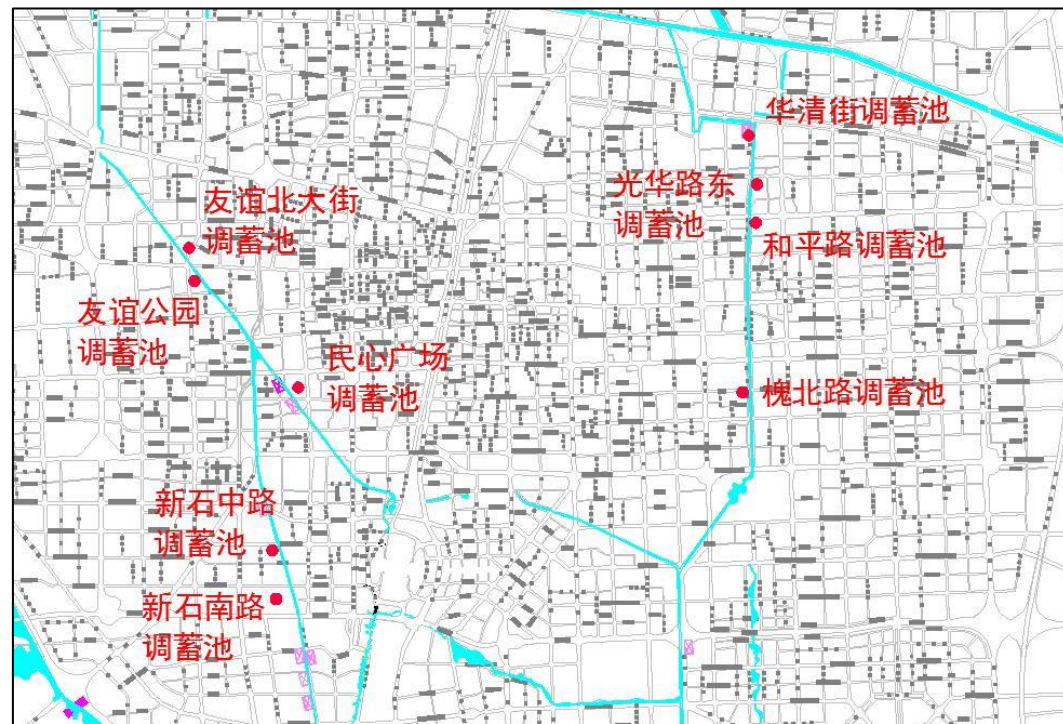 华清街调蓄池
光华路东
调蓄池
友谊北大街
调蓄池
和平路调蓄池
友谊公园
调蓄池
民心广场
调蓄池
槐北路调蓄池
新石中路
调蓄池
新石南路
调蓄池